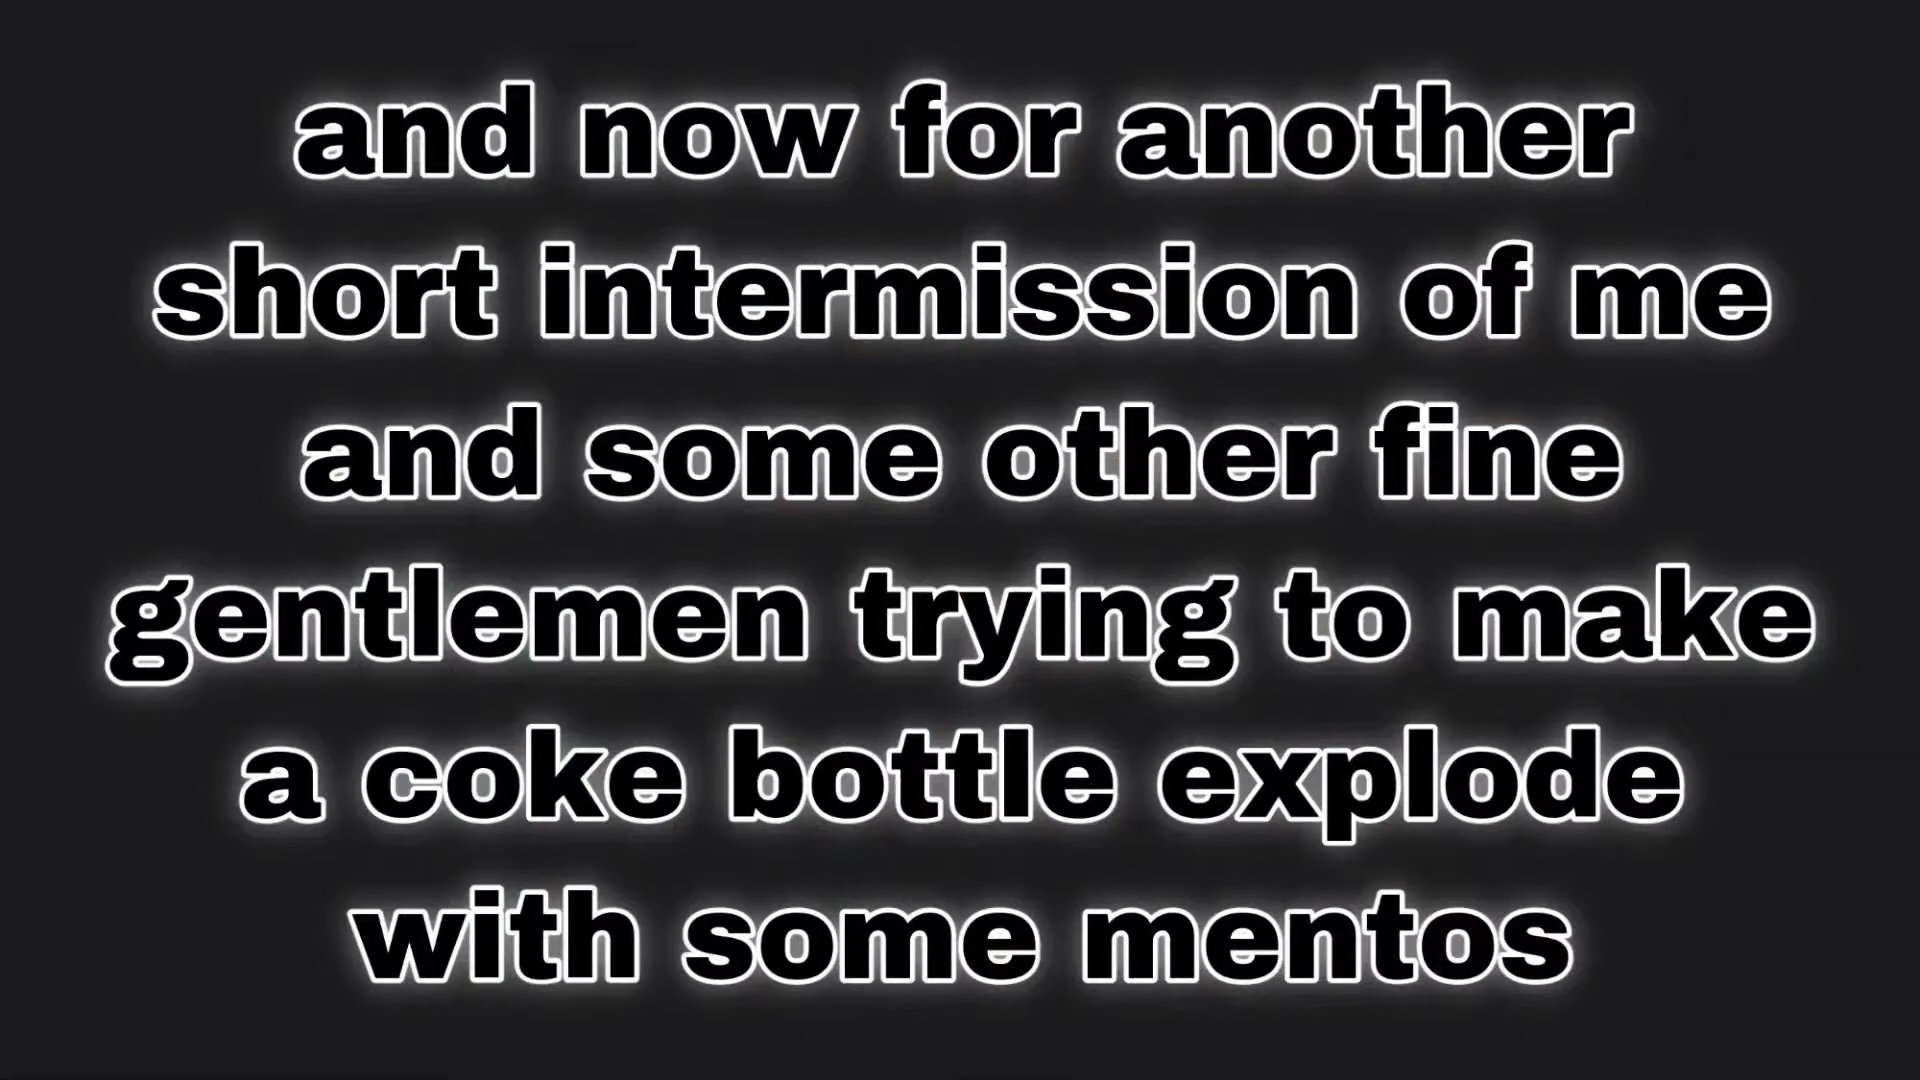 and now for another
short intermission of me
and some other fine
gentlemen trying to make
a coke bottle explode
with some mentos